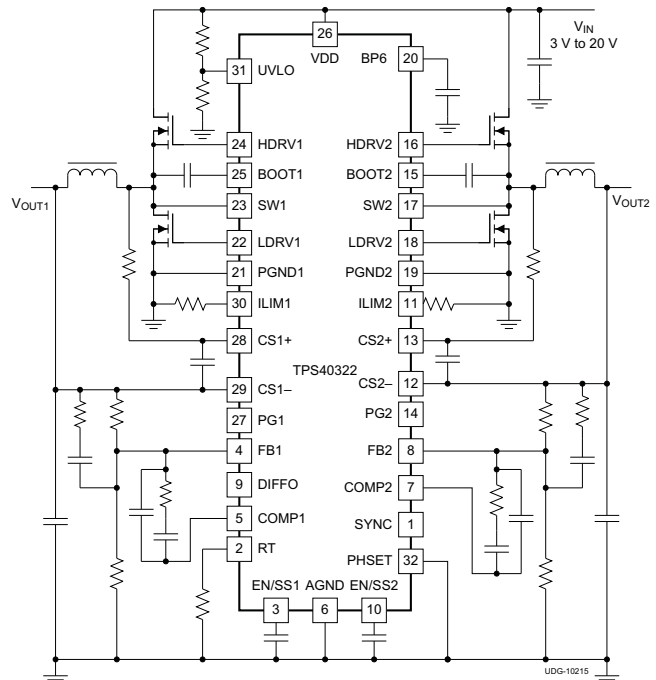 VIN
3 V to 20 V
26
VDD
BP6
20
31
UVLO
24
HDRV1
HDRV2
16
25
BOOT1
BOOT2
15
23
SW1
SW2
17
VOUT1
VOUT2
22
LDRV1
LDRV2
18
21
PGND1
PGND2
19
30
ILIM1
ILIM2
11
28
CS1+
CS2+
13
TPS40322
29
CS1–
CS2–
12
27
PG1
PG2
14
4
FB1
FB2
8
9
DIFFO
COMP2
7
5
COMP1
SYNC
1
2
RT
PHSET
32
EN/SS1
AGND
EN/SS2
3
6
10
UDG-10215